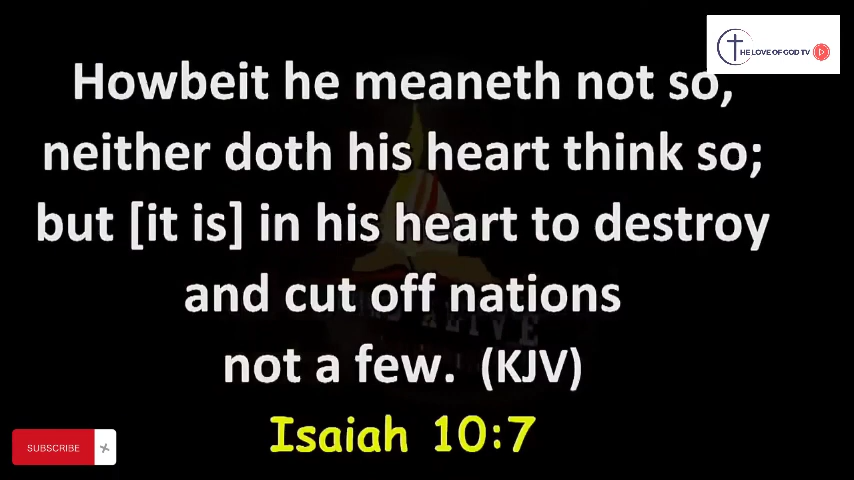 THE LOVE OF GOD TV
Howbeit he meaneth not so,
neither doth his heart think so;
but [it is] in his heart to destroy
and cut off nations
not a few. (KJV)
Isaiah 10:7
SUBSCRIBE